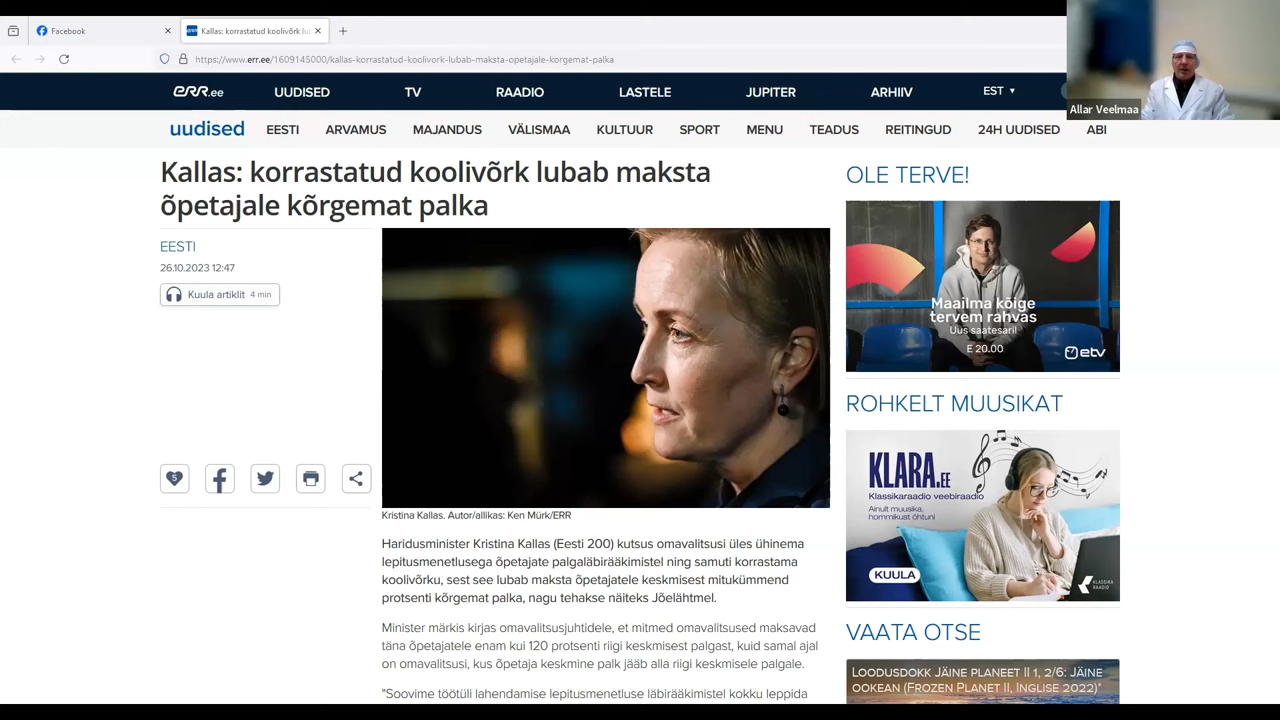 Facebook
Kallas: korrastatud koolivõrk lu
https://www.err.ee/1609145000/kallas-korrastatud-koolivork-lubab-maksta-opetajale-korgemat-palka
Allar Veelmaa
err.ee
UUDISED
TV
RAADIO
LASTELE
JUPITER
ARHIIV
EST
uudised
EESTI
ARVAMUS
MAJANDUS
VÄLISMAA
KULTUUR
SPORT
MENU
TEADUS
REITINGUD
24H UUDISED
ABI
Kallas: korrastatud koolivõrk lubab maksta
õpetajale kõrgemat palka
EESTI
26.10.2023 12:47
Kuula artiklit 4 min
5
Kristina Kallas. Autor/allikas: Ken Mürk/ERR
Haridusminister Kristina Kallas (Eesti 200) kutsus omavalitsusi üles ühinema
lepitusmenetlusega õpetajate palgaläbirääkimistel ning samuti korrastama
koolivõrku, sest see lubab maksta õpetajatele keskmisest mitukümmend
protsenti kõrgemat palka, nagu tehakse näiteks Jõelähtmel.
Minister märkis kirjas omavalitsusjuhtidele, et mitmed omavalitsused maksavad
täna õpetajatele enam kui 120 protsenti riigi keskmisest palgast, kuid samal ajal
on omavalitsusi, kus õpetaja keskmine palk jääb alla riigi keskmisele palgale.
"Soovime töötüli lahendamise lepitusmenetluse läbirääkimistel kokku leppida
OLE TERVE!
Maailma kõige
tervem rahvas
Uus saatesari!
E 20.00
etv
ROHKELT MUUSIKAT
KLARA.EE
Klassikaraadio veebiraadio
Ainult muusika,
hommikust õhtuni
KUULA
KLASSIKA
RAADIO
VAATA OTSE
LOODUSDOKK JÄINE PLANEET II 1, 2/6: JÄINE
OOKEAN (FROZEN PLANET II, INGLISE 2022)"